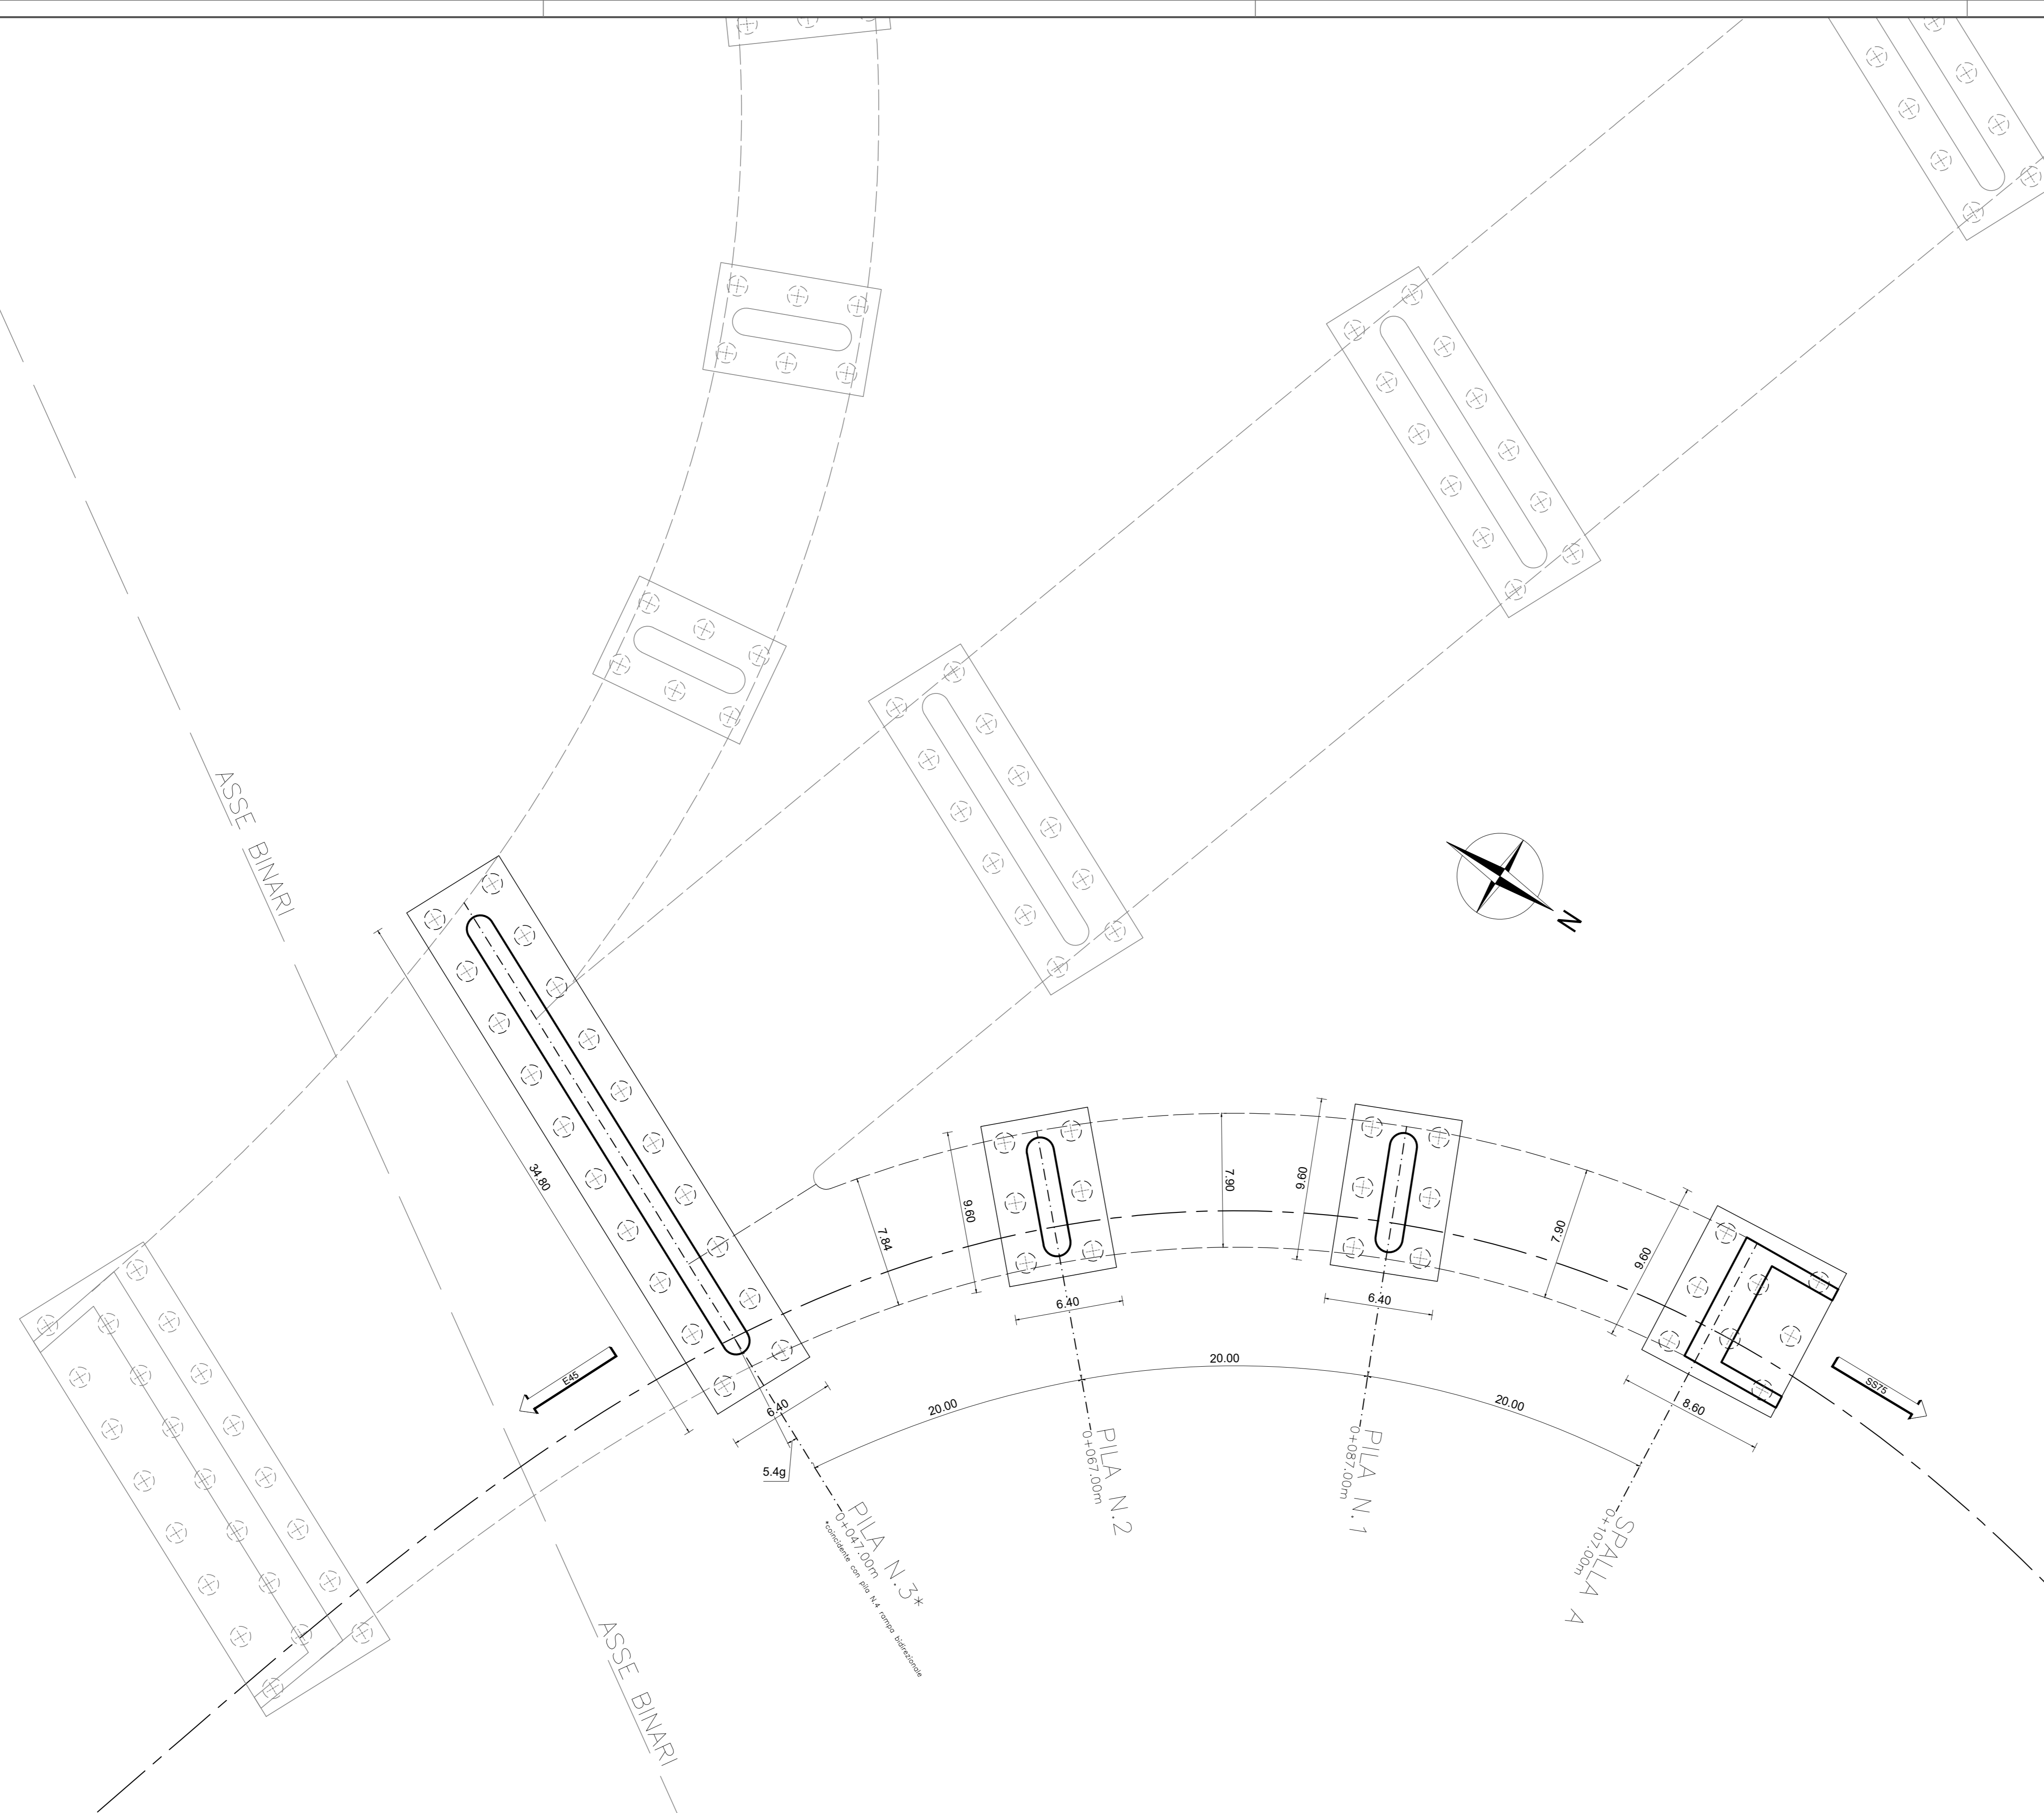 ASSE BINARI
N
34.80
7.84
9.60
7.90
9.60
7.90
9.60
6.40
6.40
20.00
E45
6.40
20.00
20.00
8.60
SS75
5.4g
PILA N.3*
0+047.00m
*coincidente con pila N.4 rampa bidirezionale
PILA N.2
0+067.00m
PILA N.1
0+087.00m
SPALLA A
0+107.00m
ASSE BINARI